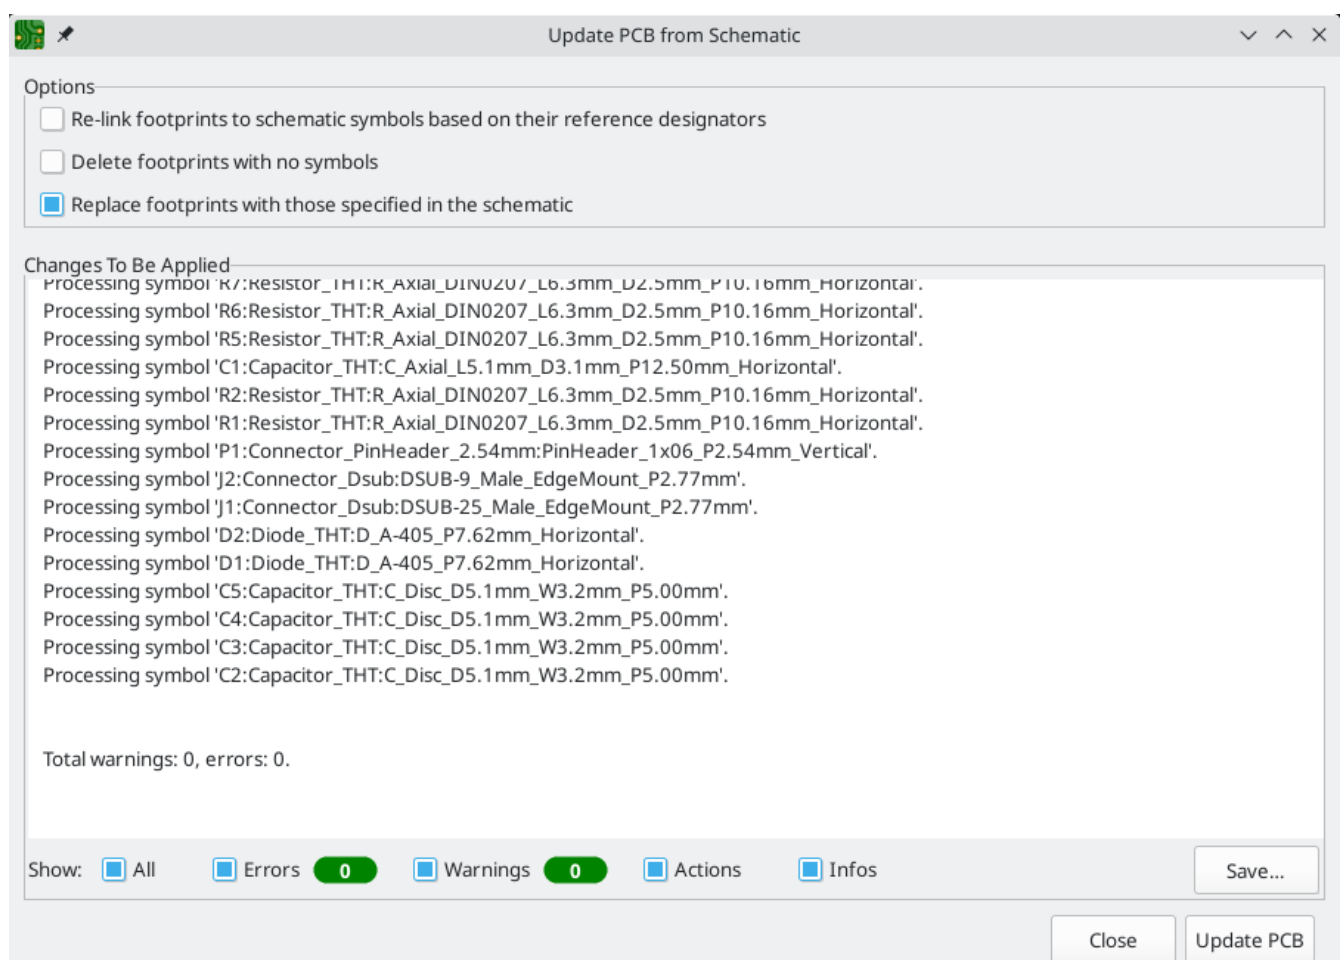 Update PCB from Schematic
Options
Re-link footprints to schematic symbols based on their reference designators
Delete footprints with no symbols
Replace footprints with those specified in the schematic
Changes To Be Applied
Processing symbol 'R7:Resistor_THT:R_Axial_DIN0207_L6.3mm_D2.5mm_P10.16mm_Horizontal'.
Processing symbol 'R6:Resistor_THT:R_Axial_DIN0207_L6.3mm_D2.5mm_P10.16mm_Horizontal'.
Processing symbol 'R5:Resistor_THT:R_Axial_DIN0207_L6.3mm_D2.5mm_P10.16mm_Horizontal'.
Processing symbol 'C1:Capacitor_THT:C_Axial_L5.1mm_D3.1mm_P12.50mm_Horizontal'.
Processing symbol 'R2:Resistor_THT:R_Axial_DIN0207_L6.3mm_D2.5mm_P10.16mm_Horizontal'.
Processing symbol 'R1:Resistor_THT:R_Axial_DIN0207_L6.3mm_D2.5mm_P10.16mm_Horizontal'.
Processing symbol 'P1:Connector_PinHeader_2.54mm:PinHeader_1x06_P2.54mm_Vertical'.
Processing symbol 'J2:Connector_Dsub:DSUB-9_Male_EdgeMount_P2.77mm'.
Processing symbol 'J1:Connector_Dsub:DSUB-25_Male_EdgeMount_P2.77mm'.
Processing symbol 'D2:Diode_THT:D_A-405_P7.62mm_Horizontal'.
Processing symbol 'D1:Diode_THT:D_A-405_P7.62mm_Horizontal'.
Processing symbol 'C5:Capacitor_THT:C_Disc_D5.1mm_W3.2mm_P5.00mm'.
Processing symbol 'C4:Capacitor_THT:C_Disc_D5.1mm_W3.2mm_P5.00mm'.
Processing symbol 'C3:Capacitor_THT:C_Disc_D5.1mm_W3.2mm_P5.00mm'.
Processing symbol 'C2:Capacitor_THT:C_Disc_D5.1mm_W3.2mm_P5.00mm'.
Total warnings: 0, errors: 0.
Show: All Errors 0 Warnings 0 Actions Infos Save...
Close Update PCB